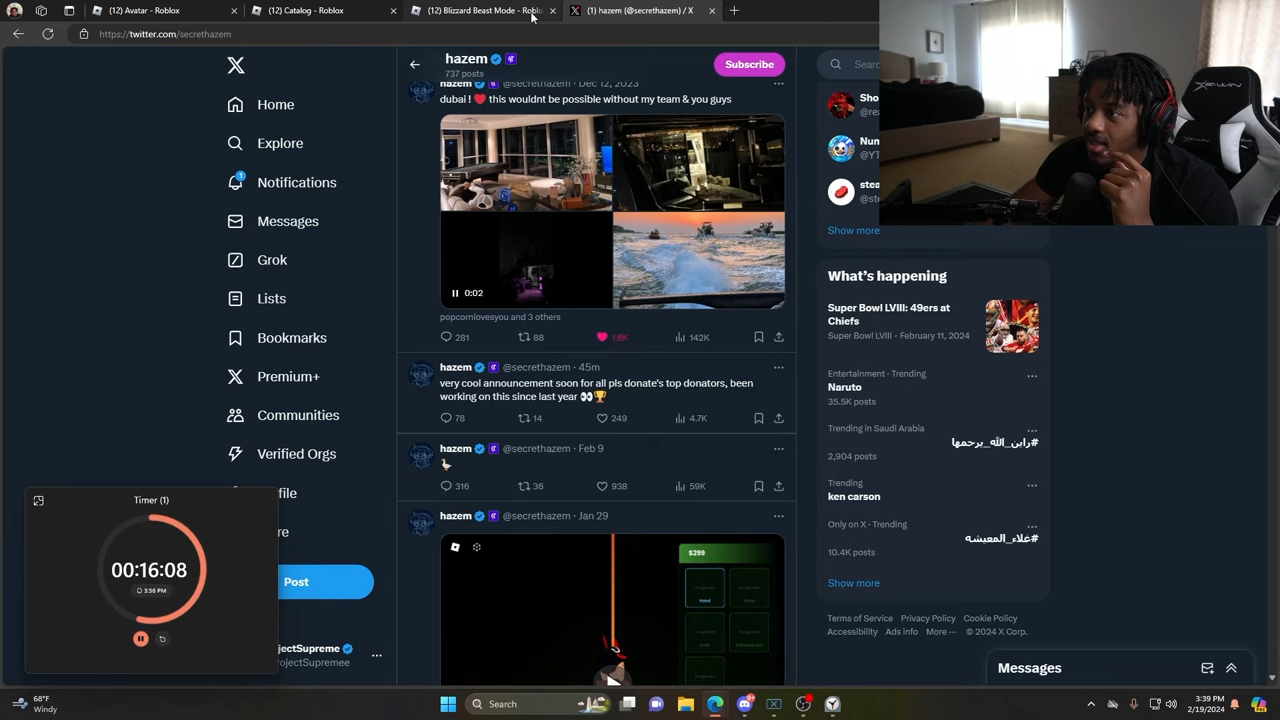 (12) Avatar - Roblox
(12) Catalog - Roblox
(12) Blizzard Beast Mode - Roblo
(1) hazem (@secrethazem) / X
https://twitter.com/secrethazem
hazem
737 posts
Subscribe
Home
Explore
1
Notifications
Messages
Grok
Lists
Bookmarks
Premium+
Communities
Verified Orgs
file
re
Post
jectSupreme
rojectSupremee
Timer (1)
00:16:08
3:56 PM
hazem @secrethazem · Dec 12, 2023
dubai ! ❤️ this wouldnt be possible without my team & you guys
0:02
popcornlovesyou and 3 others
281 88 1.6K 142K
hazem @secrethazem · 45m
very cool announcement soon for all pls donate's top donators, been
working on this since last year 👀🏆
78 14 249 4.7K
hazem @secrethazem · Feb 9
🪿
316 36 938 59K
hazem @secrethazem · Jan 29
$299
Searc
Sho
@rea
Num
@YT
stea
@ste
Show more
What's happening
Super Bowl LVIII: 49ers at
Chiefs
Super Bowl LVIII · February 11, 2024
Entertainment · Trending
Naruto
35.5K posts
Trending in Saudi Arabia
#رابن_الله_يرحمها
2,904 posts
Trending
ken carson
Only on X · Trending
#غلاء_المعيشه
10.4K posts
Show more
Terms of Service Privacy Policy Cookie Policy
Accessibility Ads info More ··· © 2024 X Corp.
Messages
68°F
Windy
Search
3:39 PM
2/19/2024